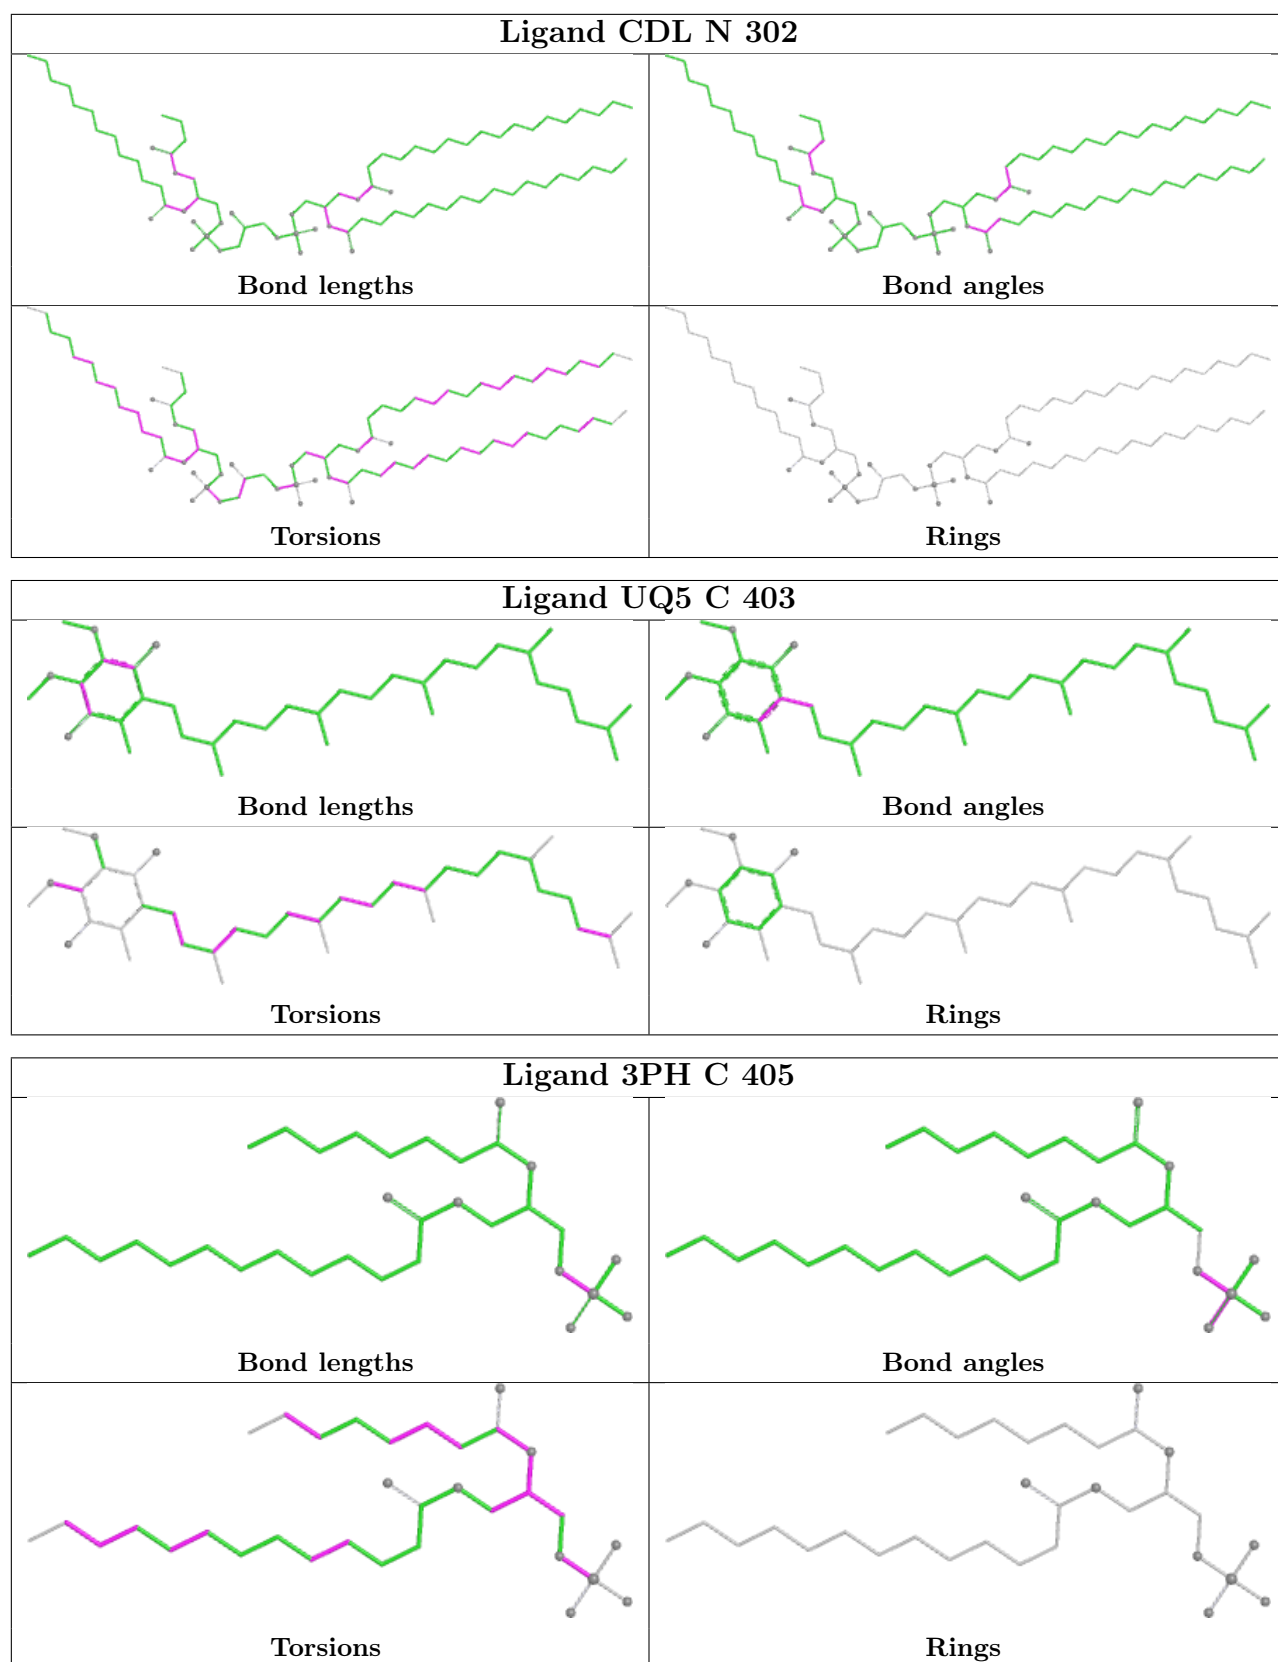 Ligand CDL N 302
Bond lengths
Bond angles
Torsions
Rings
Ligand UQ5 C 403
Bond lengths
Bond angles
Torsions
Rings
Ligand 3PH C 405
Bond lengths
Bond angles
Torsions
Rings